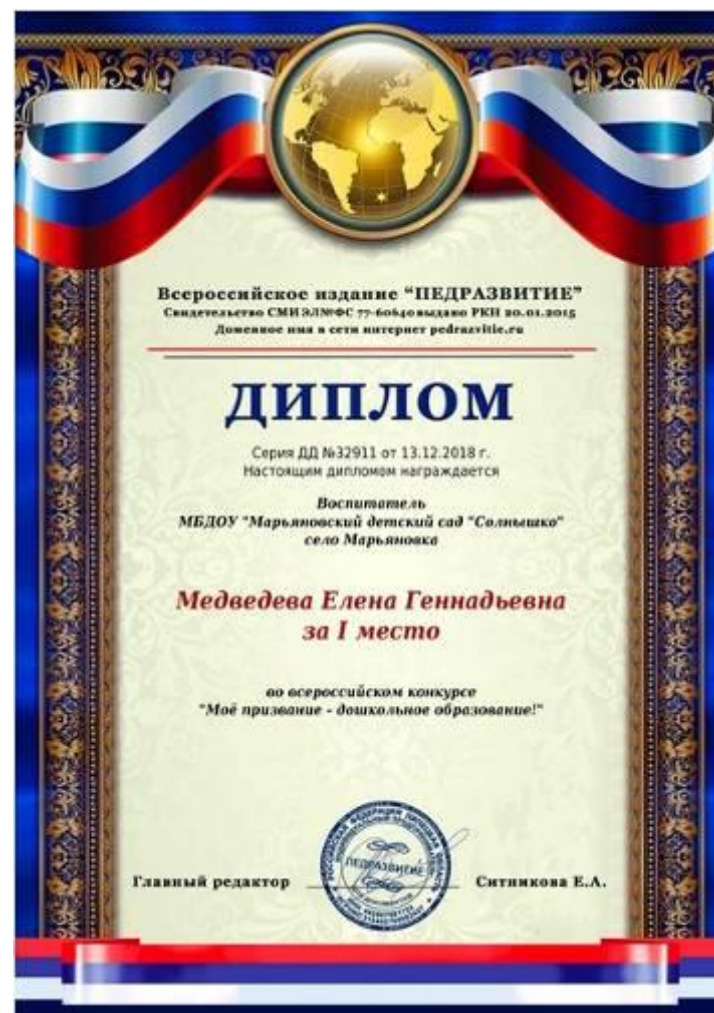 Всероссийское издание “ПЕДРАЗВИТИЕ”
Свидетельство СМИ ЭЛ№ФС 77-60640 выдано РКН 20.01.2015
Доменное имя в сети интернет pedrazvitie.ru
ДИПЛОМ
Серия ДД №32911 от 13.12.2018 г.
Настоящим дипломом награждается
Воспитатель
МБДОУ "Марьяновский детский сад "Солнышко"
село Марьяновка
Медведева Елена Геннадьевна
за I место
во всероссийском конкурсе
"Моё призвание - дошкольное образование!"
ПЕДРАЗВИТИЕ
Главный редактор Ситникова Е.А.